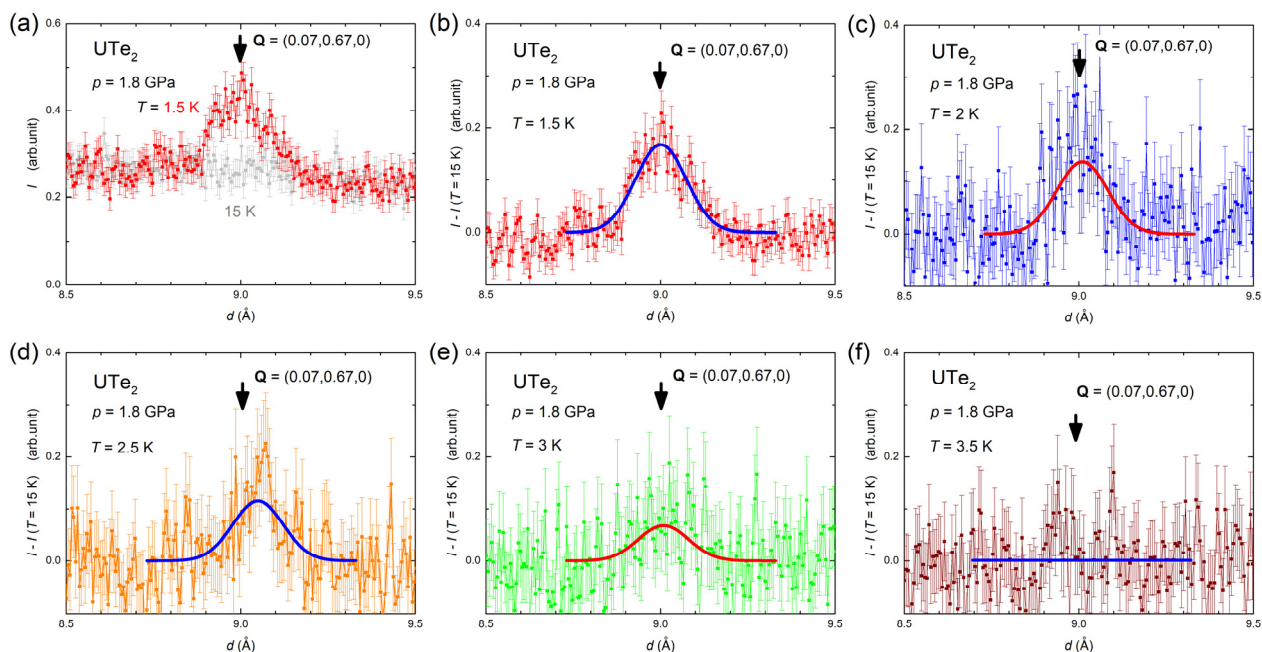 (a)
UTe2
p = 1.8 GPa
T = 1.5 K
Q = (0.07,0.67,0)
15 K
I (arb.unit)
0.6
0.4
0.2
0.0
8.5 9.0 9.5
d (Å)
(b)
UTe2
p = 1.8 GPa
T = 1.5 K
Q = (0.07,0.67,0)
I - I (T = 15 K) (arb.unit)
0.4
0.2
0.0
8.5 9.0 9.5
d (Å)
(c)
UTe2
p = 1.8 GPa
T = 2 K
Q = (0.07,0.67,0)
I - I (T = 15 K) (arb.unit)
0.4
0.2
0.0
8.5 9.0 9.5
d (Å)
(d)
UTe2
p = 1.8 GPa
T = 2.5 K
Q = (0.07,0.67,0)
I - I (T = 15 K) (arb.unit)
0.4
0.2
0.0
8.5 9.0 9.5
d (Å)
(e)
UTe2
p = 1.8 GPa
T = 3 K
Q = (0.07,0.67,0)
I - I (T = 15 K) (arb.unit)
0.4
0.2
0.0
8.5 9.0 9.5
d (Å)
(f)
UTe2
p = 1.8 GPa
T = 3.5 K
Q = (0.07,0.67,0)
I - I (T = 15 K) (arb.unit)
0.4
0.2
0.0
8.5 9.0 9.5
d (Å)